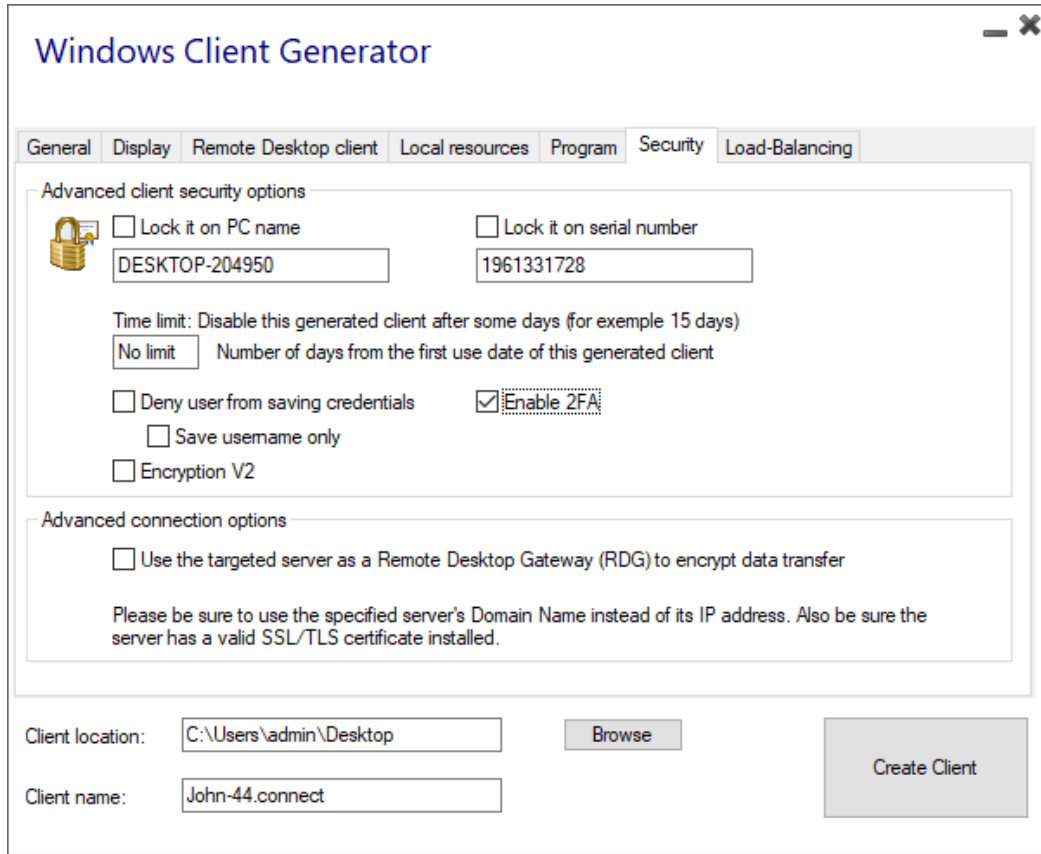 Windows Client Generator
General Display Remote Desktop client Local resources Program Security Load-Balancing
Advanced client security options
Lock it on PC name Lock it on serial number
DESKTOP-204950 1961331728
Time limit: Disable this generated client after some days (for exemple 15 days)
No limit Number of days from the first use date of this generated client
Deny user from saving credentials Enable 2FA
Save username only
Encryption V2
Advanced connection options
Use the targeted server as a Remote Desktop Gateway (RDG) to encrypt data transfer
Please be sure to use the specified server's Domain Name instead of its IP address. Also be sure the
server has a valid SSL/TLS certificate installed.
Client location: C:\Users\admin\Desktop Browse
Create Client
Client name: John-44.connect